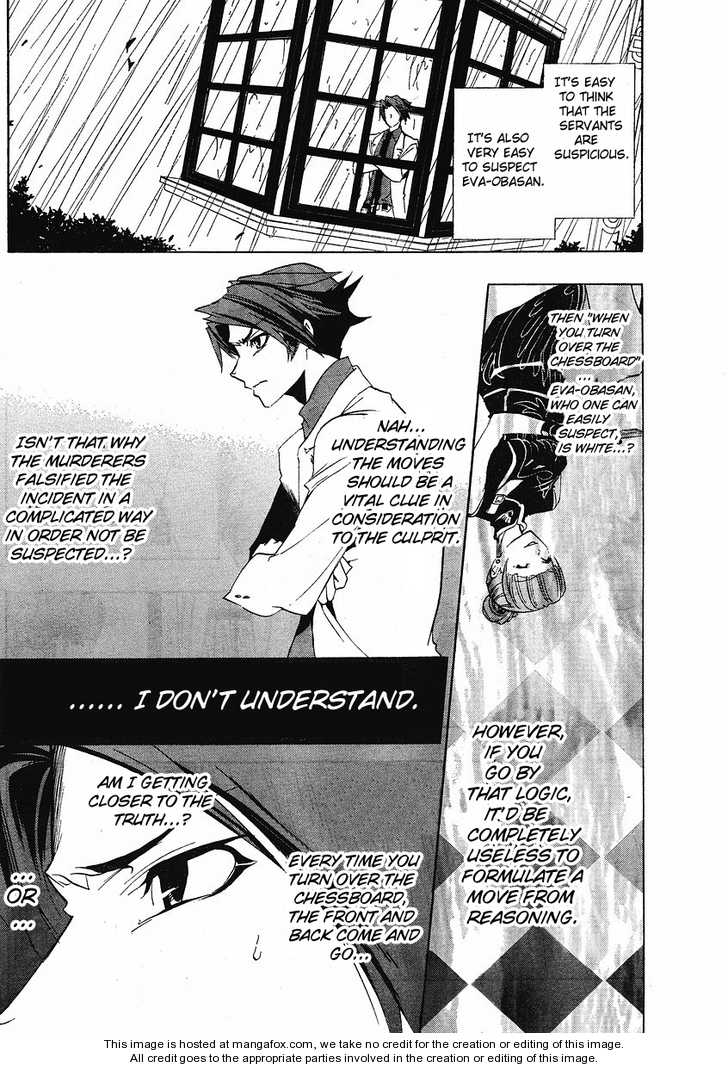 IT'S EASY
TO THINK
THAT THE
SERVANTS
ARE
SUSPICIOUS.
IT'S ALSO
VERY EASY
TO SUSPECT
EVA-OBASAN.
THEN "WHEN
YOU TURN
OVER THE
CHESSBOARD"
...
EVA-OBASAN,
WHO ONE CAN
EASILY
SUSPECT,
IS WHITE...?
HOWEVER,
IF YOU
GO BY
THAT LOGIC,
IT'D BE
COMPLETELY
USELESS TO
FORMULATE A
MOVE FROM
REASONING.
NAH...
UNDERSTANDING
THE MOVES
SHOULD BE A
VITAL CLUE IN
CONSIDERATION
TO THE CULPRIT.
ISN'T THAT WHY
THE MURDERERS
FALSIFIED THE
INCIDENT IN A
COMPLICATED WAY
IN ORDER NOT BE
SUSPECTED...?
...... I DON'T UNDERSTAND.
EVERY TIME YOU
TURN OVER THE
CHESSBOARD,
THE FRONT AND
BACK COME AND
GO...
AM I GETTING
CLOSER TO THE
TRUTH...?
...
OR
...
This image is hosted at mangafox.com, we take no credit for the creation or editing of this image.
All credit goes to the appropriate parties involved in the creation or editing of this image.